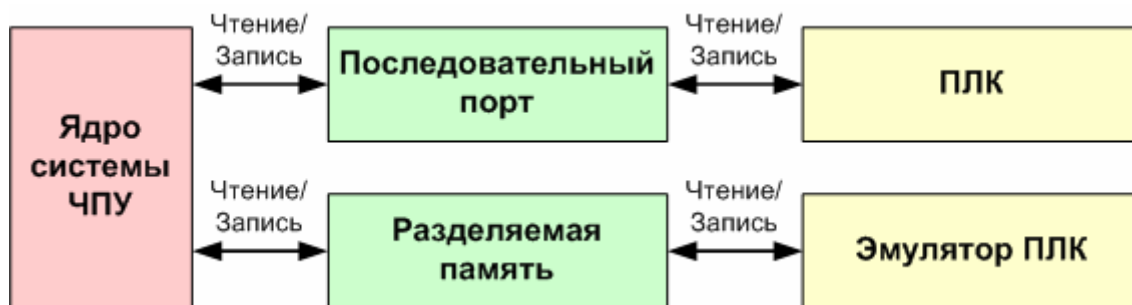 Чтение/
Запись
Чтение/
Запись
Последовательный
порт
ПЛК
Ядро
системы
ЧПУ
Чтение/
Запись
Чтение/
Запись
Разделяемая
память
Эмулятор ПЛК